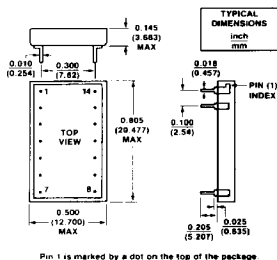 TYPICAL
DIMENSIONS
inch
mm
0.145
(3.683)
MAX
0.010
(0.254)
0.300
(7.62)
0.018
(0.457)
PIN (1)
INDEX
1
14
TOP
VIEW
0.805
(20.477)
MAX
0.100
(2.54)
7
8
0.500
(12.700)
MAX
0.205
(5.207)
0.025
(0.635)
Pin 1 is marked by a dot on the top of the package.